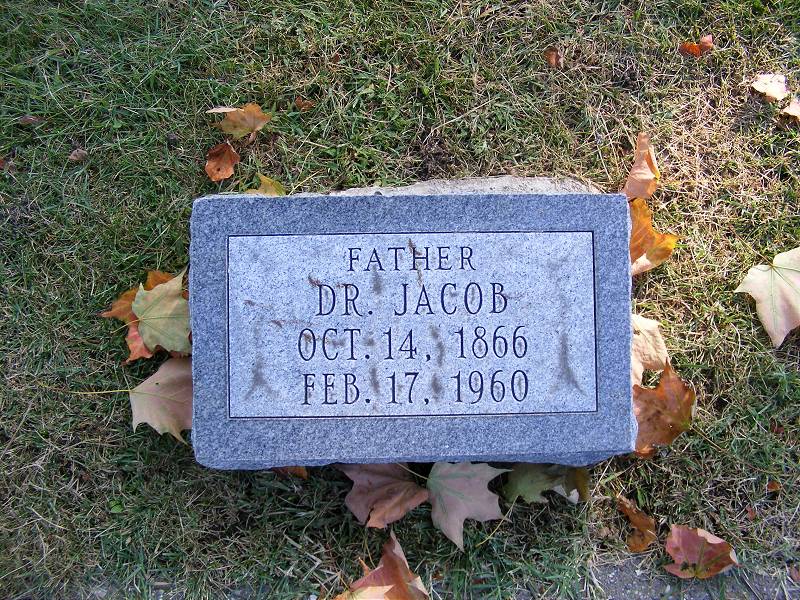 FATHER
DR. JACOB
OCT. 14, 1866
FEB. 17, 1960